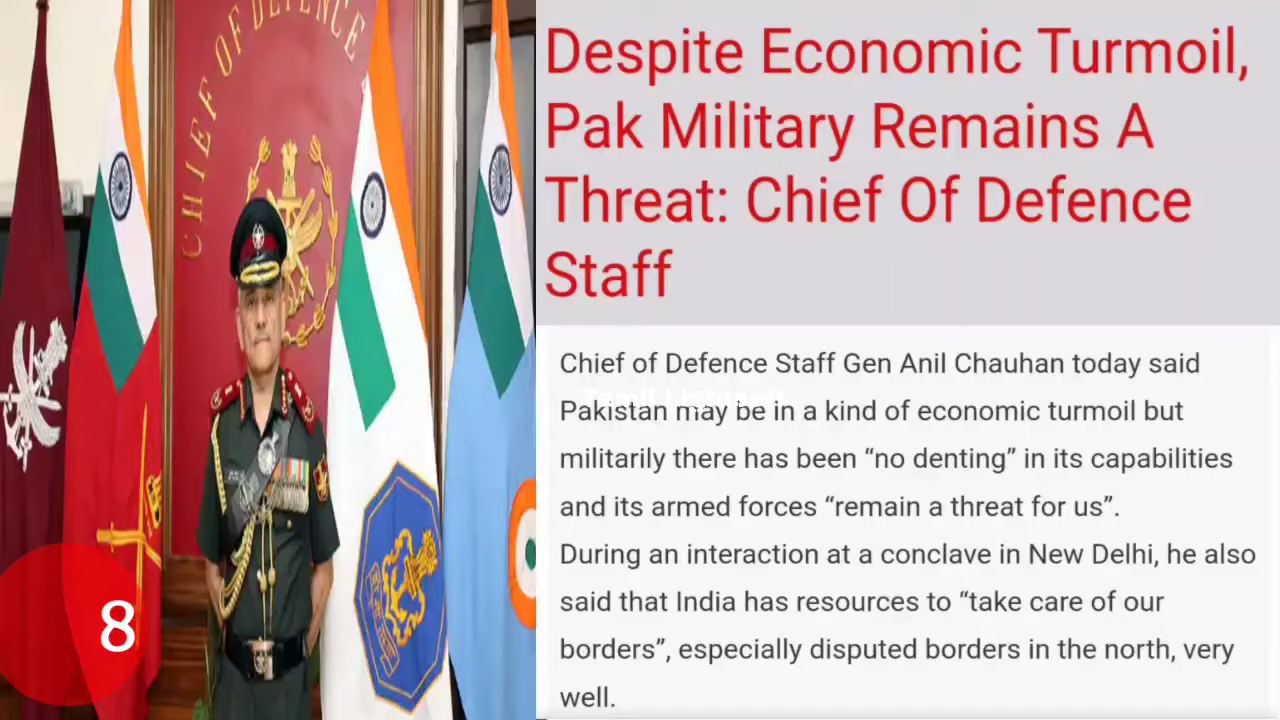 CHIEF OF DEFENCE
Despite Economic Turmoil,
Pak Military Remains A
Threat: Chief Of Defence
Staff
Chief of Defence Staff Gen Anil Chauhan today said
Pakistan may be in a kind of economic turmoil but
militarily there has been “no denting” in its capabilities
and its armed forces “remain a threat for us”.
During an interaction at a conclave in New Delhi, he also
said that India has resources to “take care of our
borders”, especially disputed borders in the north, very
well.
8